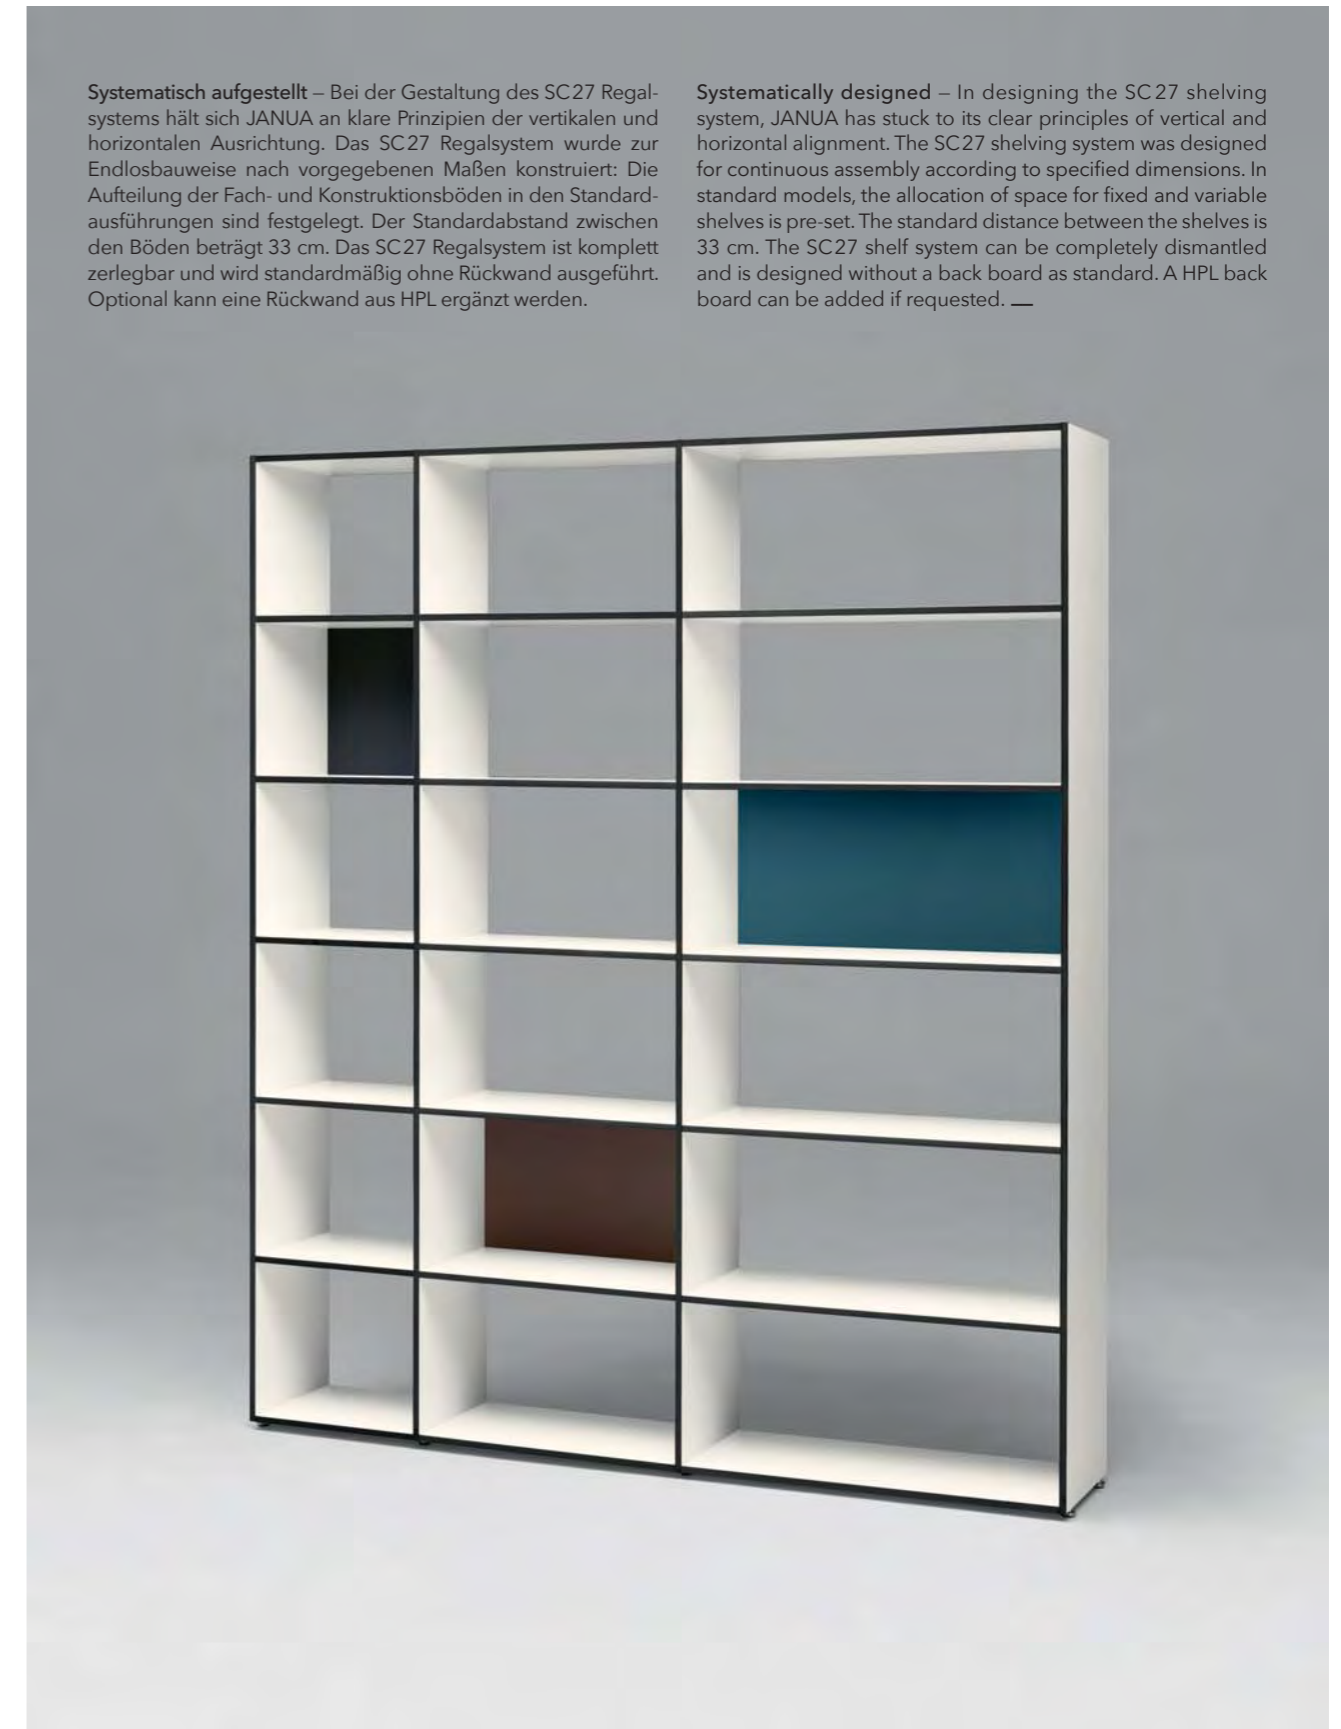 Systematisch aufgestellt – Bei der Gestaltung des SC27 Regal-
systems hält sich JANUA an klare Prinzipien der vertikalen und
horizontalen Ausrichtung. Das SC27 Regalsystem wurde zur
Endlosbauweise nach vorgegebenen Maßen konstruiert: Die
Aufteilung der Fach- und Konstruktionsböden in den Standard-
ausführungen sind festgelegt. Der Standardabstand zwischen
den Böden beträgt 33 cm. Das SC27 Regalsystem ist komplett
zerlegbar und wird standardmäßig ohne Rückwand ausgeführt.
Optional kann eine Rückwand aus HPL ergänzt werden.
Systematically designed – In designing the SC27 shelving
system, JANUA has stuck to its clear principles of vertical and
horizontal alignment. The SC27 shelving system was designed
for continuous assembly according to specified dimensions. In
standard models, the allocation of space for fixed and variable
shelves is pre-set. The standard distance between the shelves is
33 cm. The SC27 shelf system can be completely dismantled
and is designed without a back board as standard. A HPL back
board can be added if requested. —